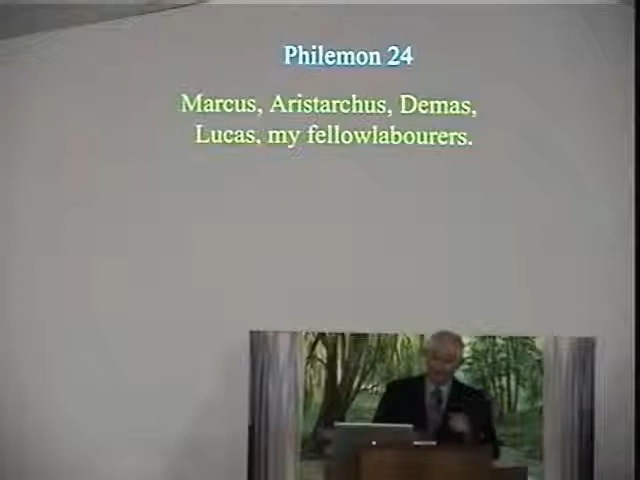 Philemon 24
Marcus, Aristarchus, Demas,
Lucas, my fellowlabourers.